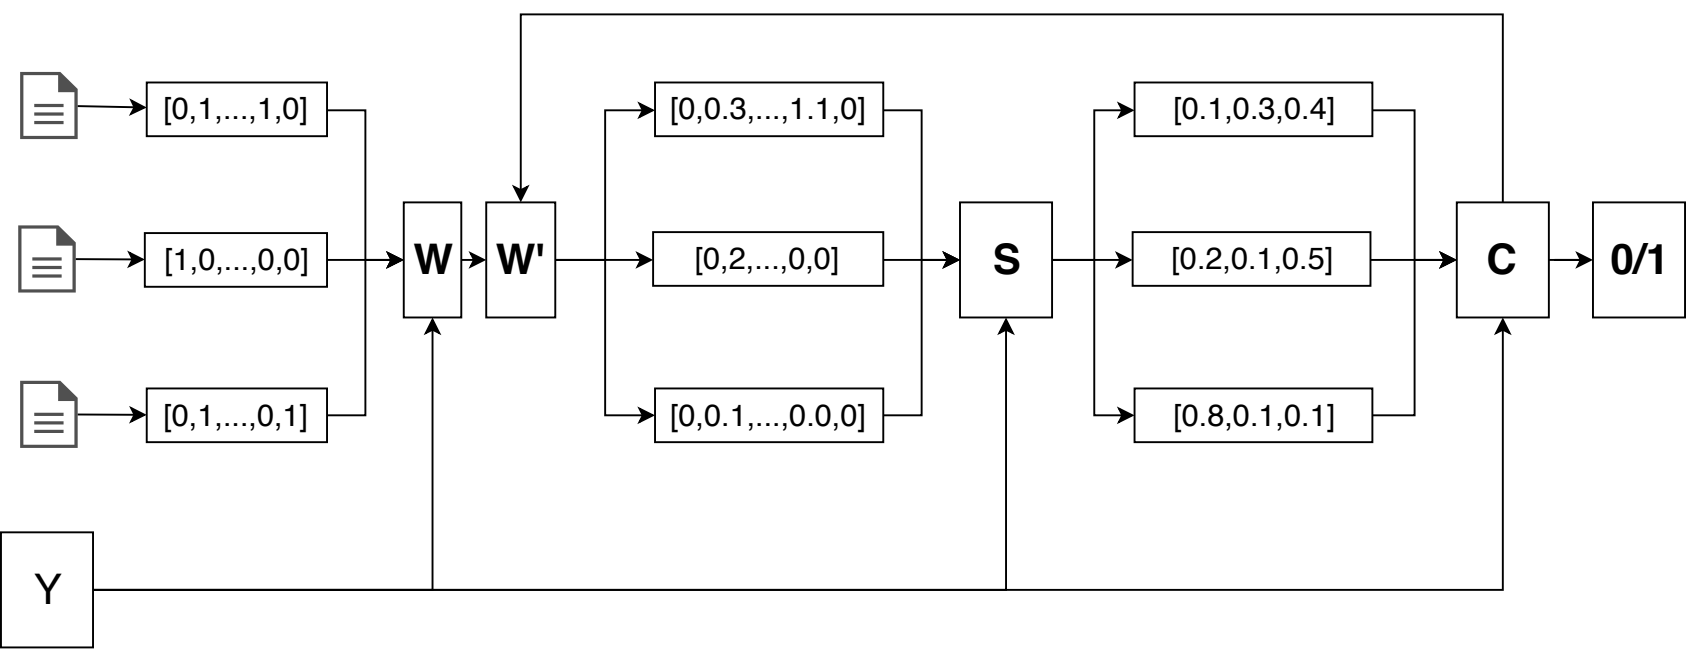 [0,1,...,1,0]
[0,0.3,...,1.1,0]
[0.1,0.3,0.4]
[1,0,...,0,0]
W
W'
[0,2,...,0,0]
S
[0.2,0.1,0.5]
C
0/1
[0,1,...,0,1]
[0,0.1,...0.0,0]
[0.8,0.1,0.1]
Y